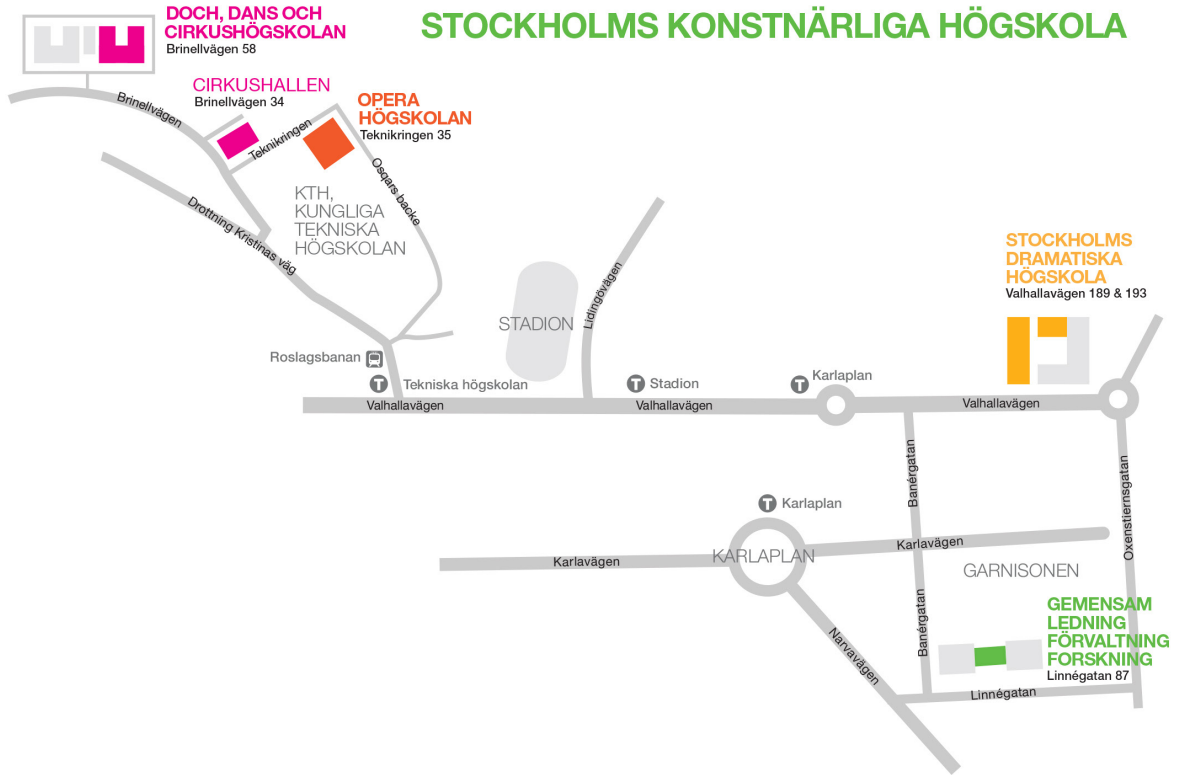 STOCKHOLMS KONSTNÄRLIGA HÖGSKOLA
DOCH, DANS OCH
CIRKUSHÖGSKOLAN
Brinellvägen 58
Brinellvägen
CIRKUSHALLEN
Brinellvägen 34
Teknikringen
OPERA
HÖGSKOLAN
Teknikringen 35
Osqars backe
KTH,
KUNGLIGA
TEKNISKA
HÖGSKOLAN
Drottning Kristinas väg
STADION
Lidingövägen
STOCKHOLMS
DRAMATISKA
HÖGSKOLA
Valhallavägen 189 & 193
Roslagsbanan
T Tekniska högskolan
T Stadion
T Karlaplan
Valhallavägen
Valhallavägen
Valhallavägen
Banérgatan
Oxenstiernsgatan
T Karlaplan
KARLAPLAN
Karlavägen
Karlavägen
GARNISONEN
Banérgatan
Narvavägen
GEMENSAM
LEDNING
FÖRVALTNING
FORSKNING
Linnégatan 87
Linnégatan